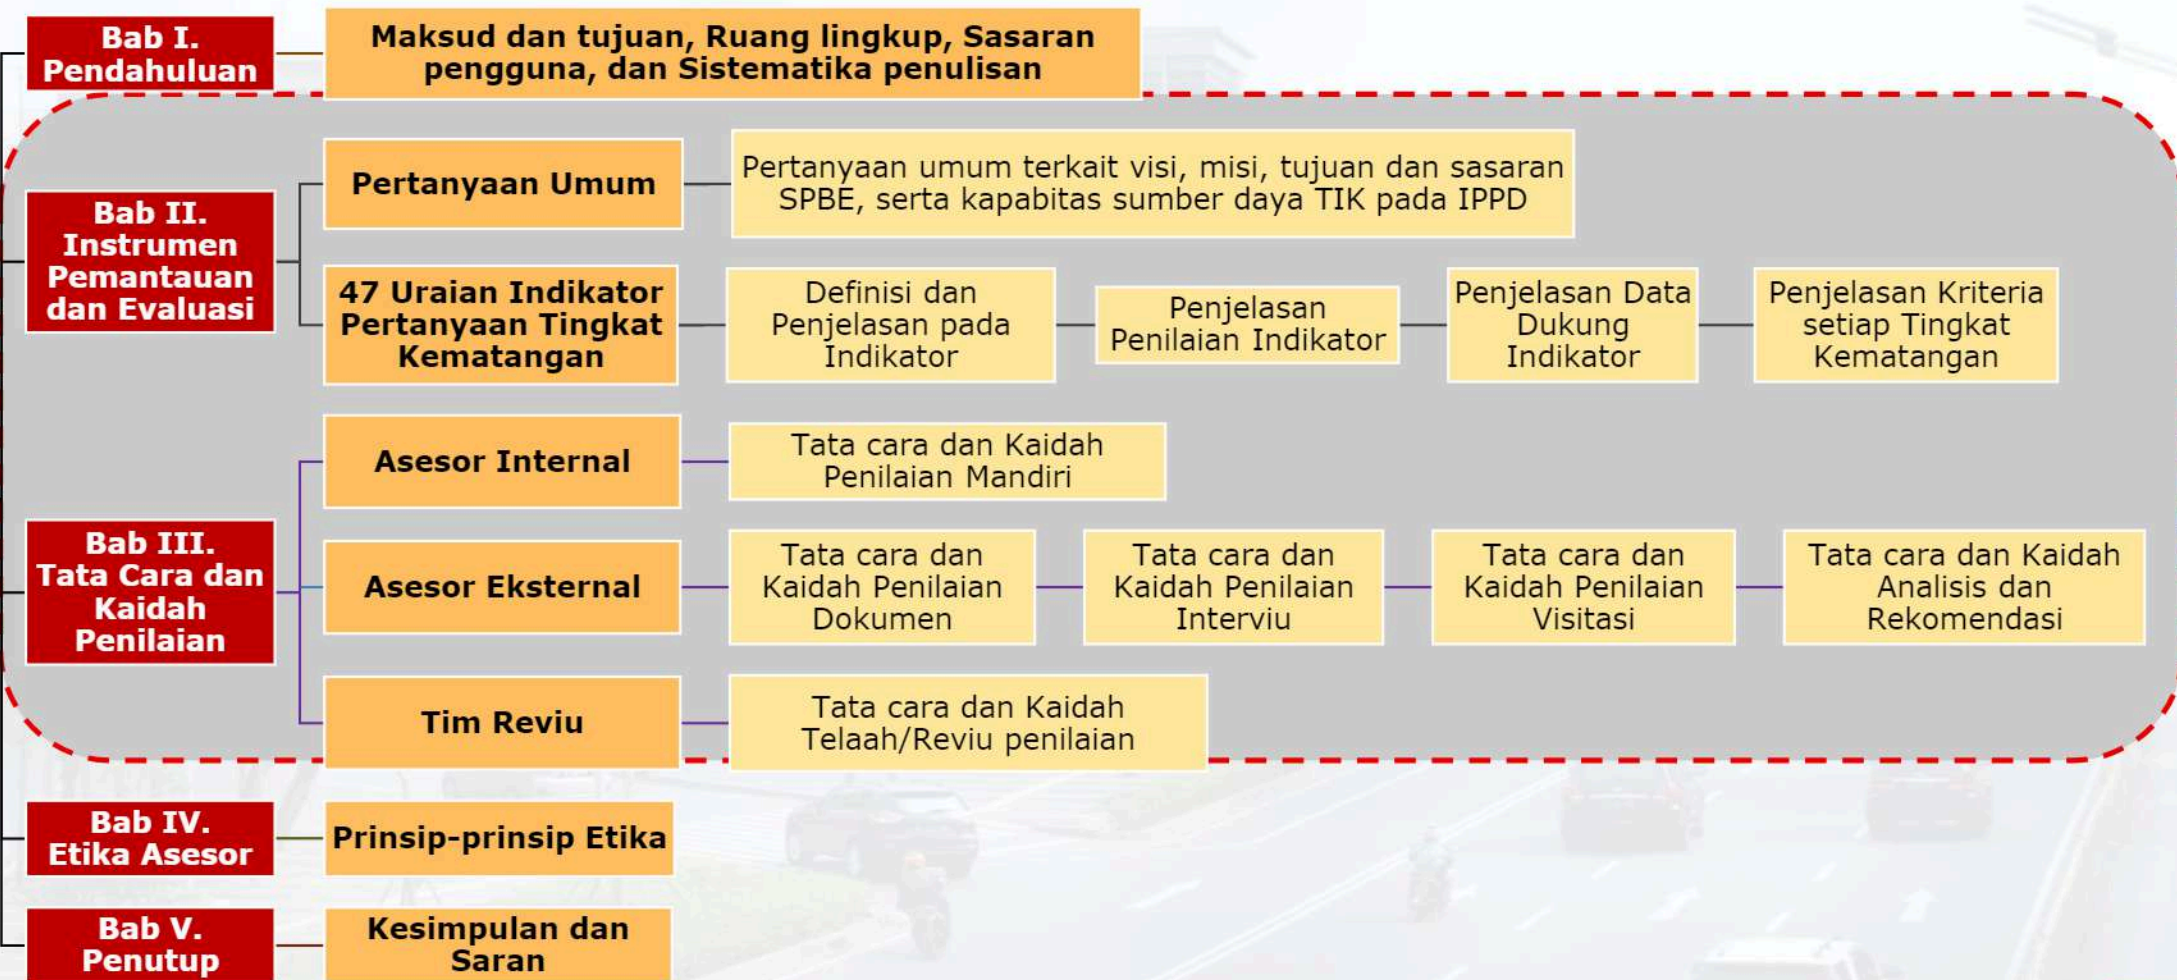 Bab I.
Pendahuluan
Maksud dan tujuan, Ruang lingkup, Sasaran
pengguna, dan Sistematika penulisan
Bab II.
Instrumen
Pemantauan
dan Evaluasi
Pertanyaan Umum
Pertanyaan umum terkait visi, misi, tujuan dan sasaran
SPBE, serta kapabitas sumber daya TIK pada IPPD
47 Uraian Indikator
Pertanyaan Tingkat
Kematangan
Definisi dan
Penjelasan pada
Indikator
Penjelasan
Penilaian Indikator
Penjelasan Data
Dukung
Indikator
Penjelasan Kriteria
setiap Tingkat
Kematangan
Bab III.
Tata Cara dan
Kaidah
Penilaian
Asesor Internal
Tata cara dan Kaidah
Penilaian Mandiri
Asesor Eksternal
Tata cara dan
Kaidah Penilaian
Dokumen
Tata cara dan
Kaidah Penilaian
Interviu
Tata cara dan
Kaidah Penilaian
Visitasi
Tata cara dan Kaidah
Analisis dan
Rekomendasi
Tim Reviu
Tata cara dan Kaidah
Telaah/Reviu penilaian
Bab IV.
Etika Asesor
Prinsip-prinsip Etika
Bab V.
Penutup
Kesimpulan dan
Saran